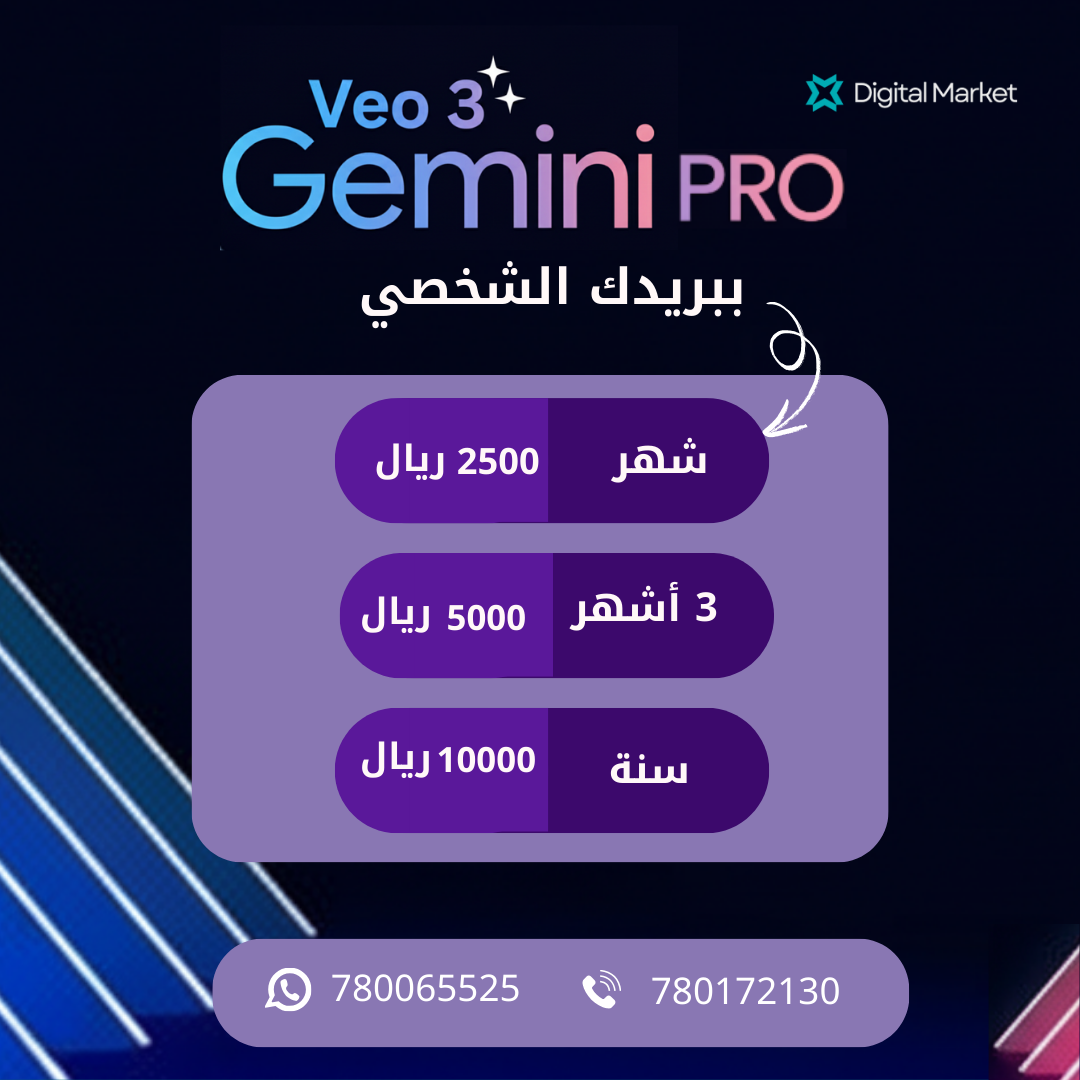 Veo 3
Digital Market
Gemini PRO
ببريدك الشخصي
شهر 2500 ريال
3 أشهر 5000 ريال
سنة 10000 ريال
780065525 780172130